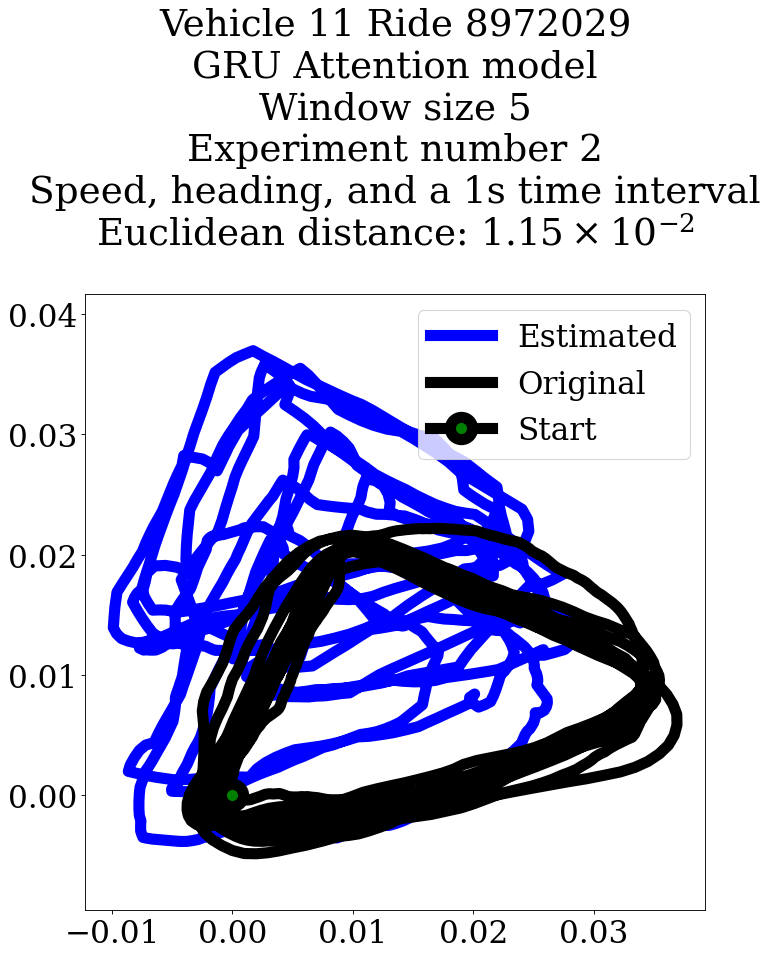 Vehicle 11 Ride 8972029
GRU Attention model
Window size 5
Experiment number 2
Speed, heading, and a 1s time interval
Euclidean distance: 1.15 × 10⁻²
0.04
0.03
0.02
0.01
0.00
Estimated
Original
Start
−0.01 0.00 0.01 0.02 0.03